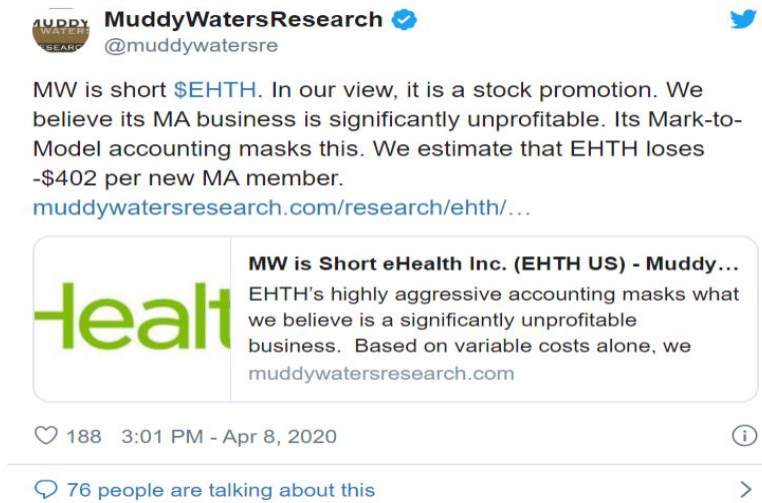 MUDDY
WATERS
ESEARC
MuddyWatersResearch
@muddywatersre
MW is short $EHTH. In our view, it is a stock promotion. We
believe its MA business is significantly unprofitable. Its Mark-to-
Model accounting masks this. We estimate that EHTH loses
-$402 per new MA member.
muddywatersresearch.com/research/ehth/…
Healt
MW is Short eHealth Inc. (EHTH US) - Muddy…
EHTH's highly aggressive accounting masks what
we believe is a significantly unprofitable
business.  Based on variable costs alone, we
muddywatersresearch.com
188 3:01 PM - Apr 8, 2020
76 people are talking about this